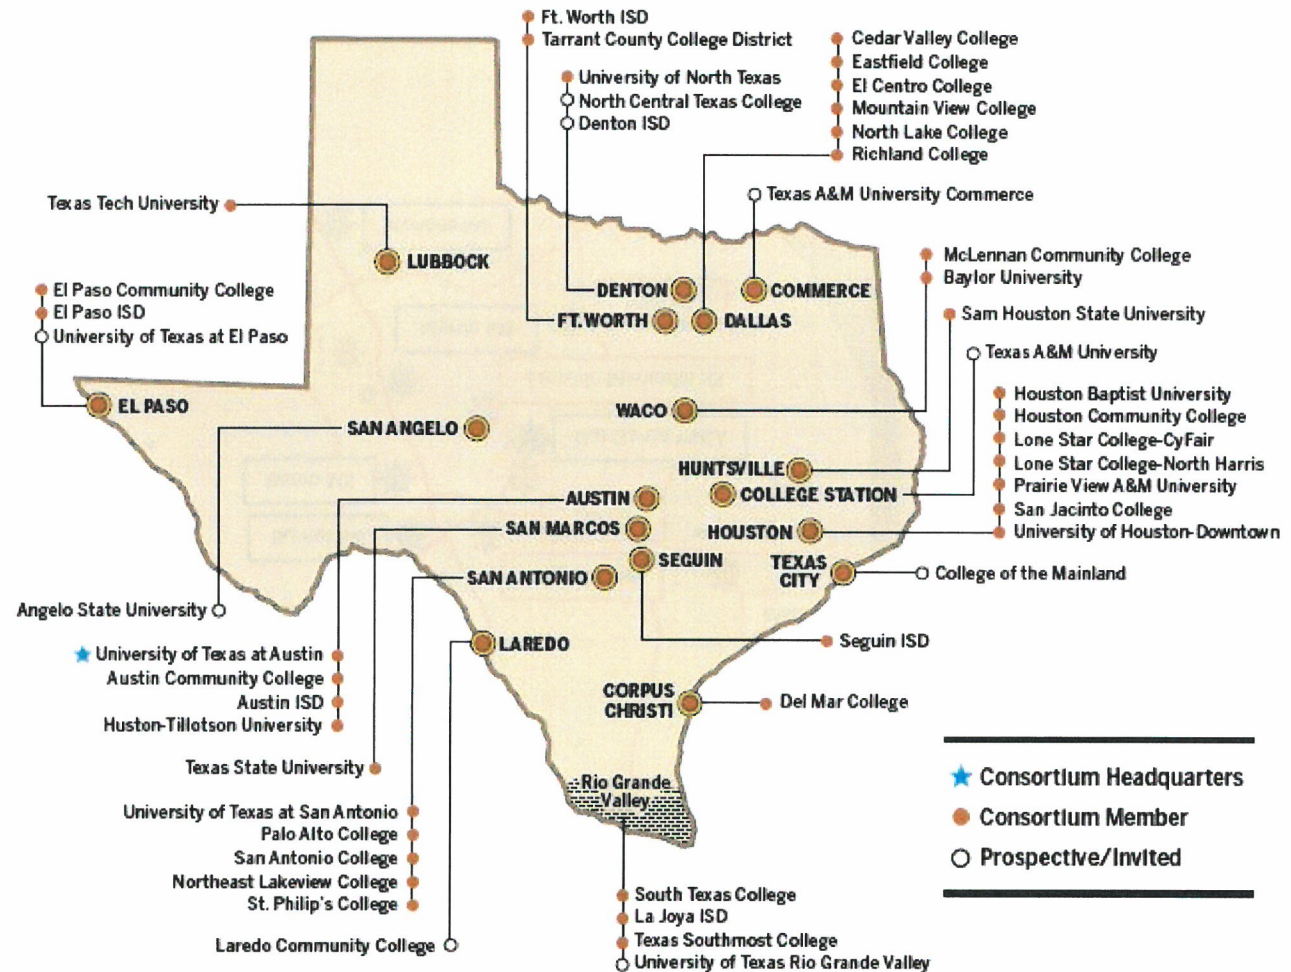 Ft. Worth ISD
Tarrant County College District
University of North Texas
North Central Texas College
Denton ISD
Cedar Valley College
Eastfield College
El Centro College
Mountain View College
North Lake College
Richland College
Texas A&M University Commerce
Texas Tech University
LUBBOCK
McLennan Community College
Baylor University
El Paso Community College
El Paso ISD
University of Texas at El Paso
DENTON
COMMERCE
FT. WORTH
DALLAS
Sam Houston State University
Texas A&M University
EL PASO
SAN ANGELO
WACO
Houston Baptist University
Houston Community College
Lone Star College-CyFair
Lone Star College-North Harris
Prairie View A&M University
San Jacinto College
University of Houston-Downtown
HUNTSVILLE
AUSTIN
COLLEGE STATION
SAN MARCOS
HOUSTON
SEGUIN
TEXAS
CITY
SAN ANTONIO
College of the Mainland
Angelo State University
LAREDO
Seguin ISD
University of Texas at Austin
Austin Community College
Austin ISD
Huston-Tillotson University
CORPUS
CHRISTI
Del Mar College
Texas State University
Rio Grande
Valley
University of Texas at San Antonio
Palo Alto College
San Antonio College
Northeast Lakeview College
St. Philip's College
Laredo Community College
South Texas College
La Joya ISD
Texas Southmost College
University of Texas Rio Grande Valley
Consortium Headquarters
Consortium Member
Prospective/Invited